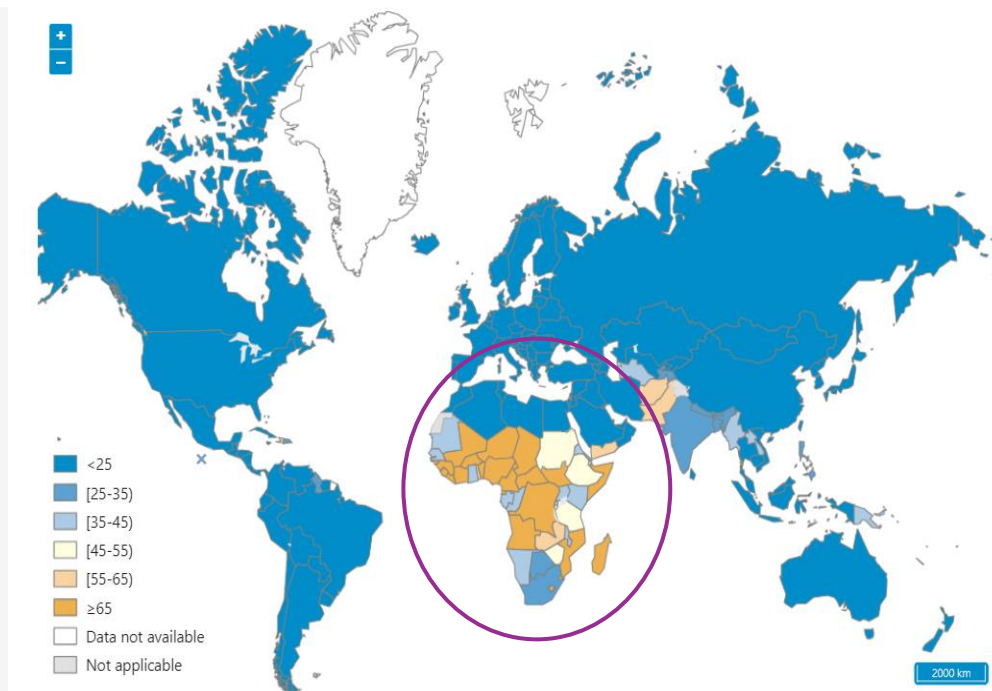 +
−
<25
[25-35)
[35-45)
[45-55)
[55-65)
≥65
Data not available
Not applicable
2000 km